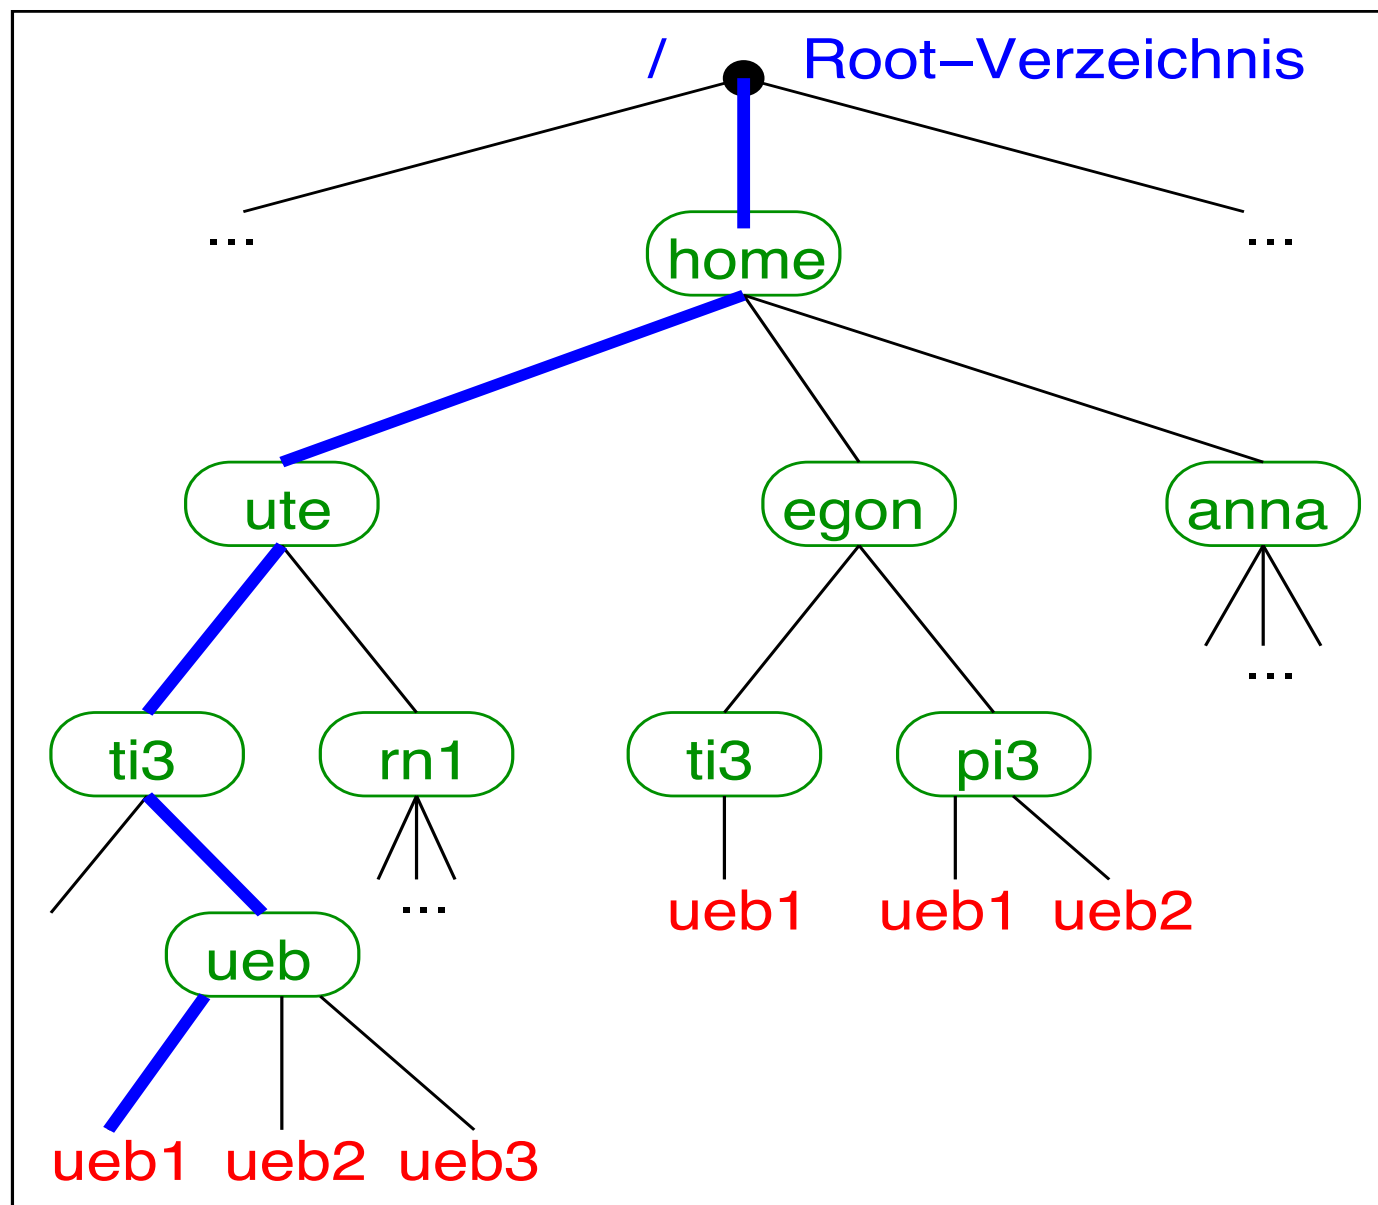 / Root–Verzeichnis
... home ...
ute egon anna
...
ti3 rn1 ti3 pi3
... ueb1 ueb1 ueb2
ueb
ueb1 ueb2 ueb3